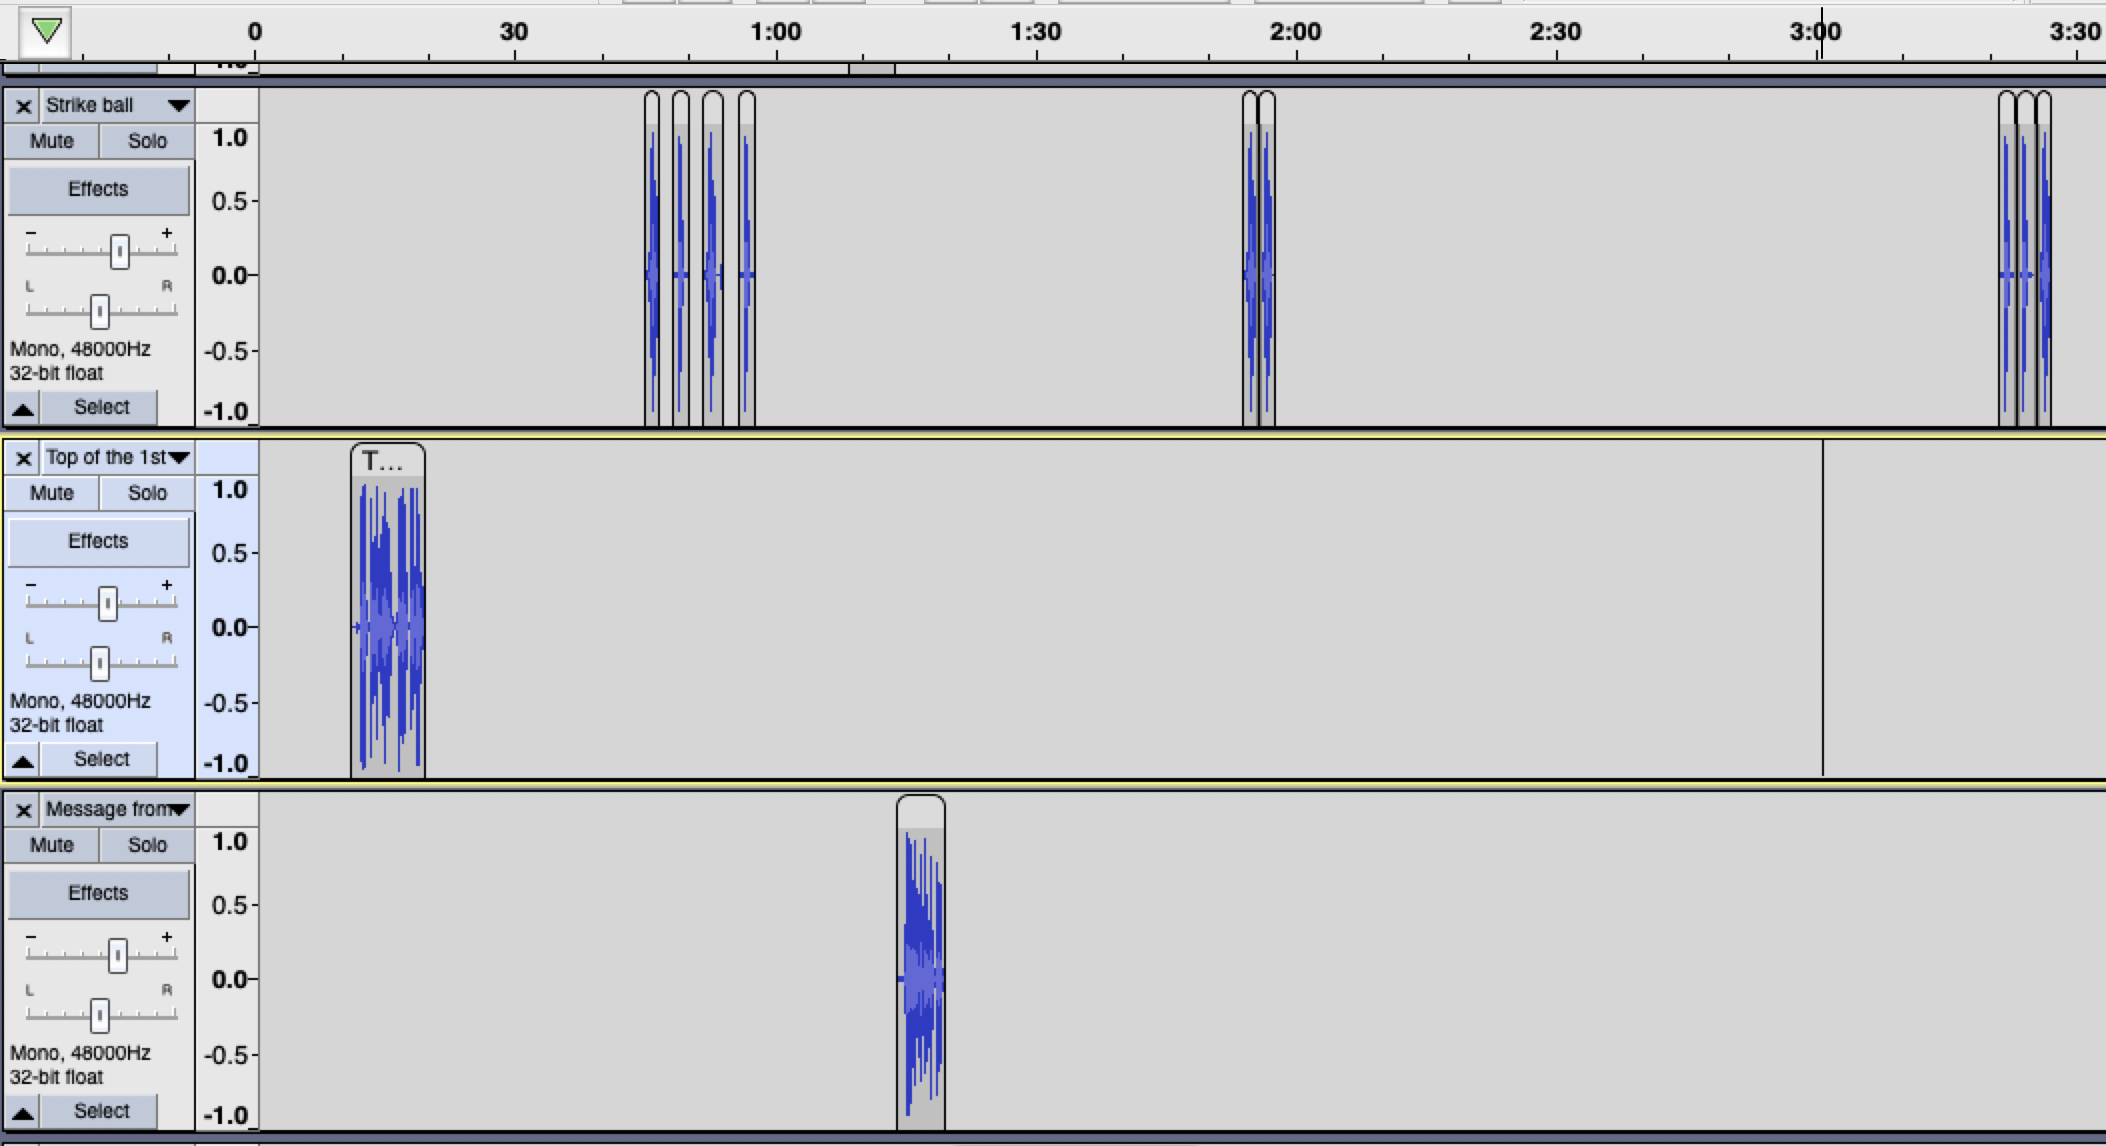 0 30 1:00 1:30 2:00 2:30 3:00 3:30
Strike ball
Mute Solo
Effects
- +
L R
Mono, 48000Hz
32-bit float
Select
1.0
0.5
0.0
-0.5
-1.0
Top of the 1st
Mute Solo
Effects
- +
L R
Mono, 48000Hz
32-bit float
Select
1.0
0.5
0.0
-0.5
-1.0
T...
Message from
Mute Solo
Effects
- +
L R
Mono, 48000Hz
32-bit float
Select
1.0
0.5
0.0
-0.5
-1.0